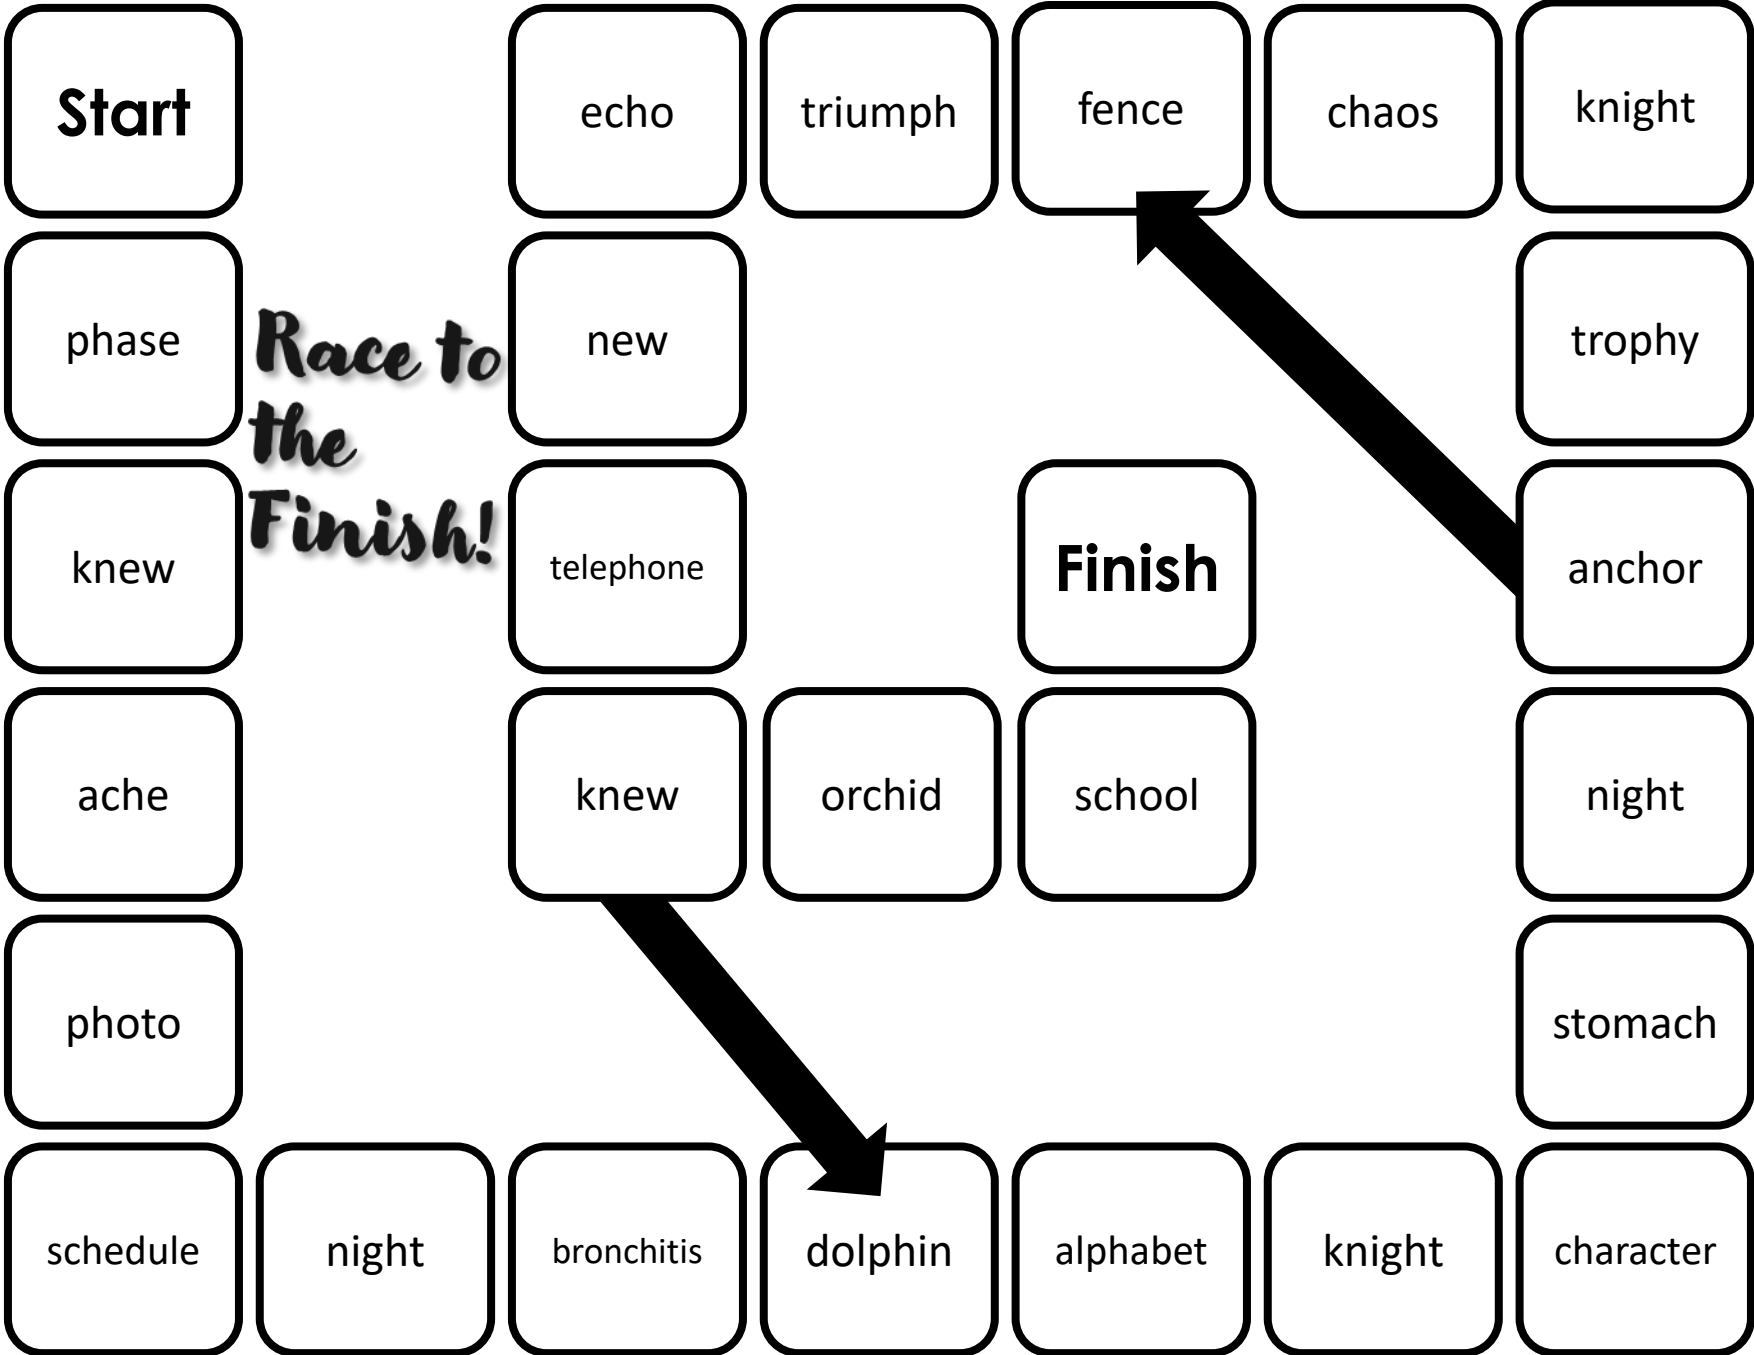 Start
echo
triumph
fence
chaos
knight
phase
Race to
the
Finish!
new
trophy
knew
telephone
Finish
anchor
ache
knew
orchid
school
night
photo
stomach
schedule
night
bronchitis
dolphin
alphabet
knight
character